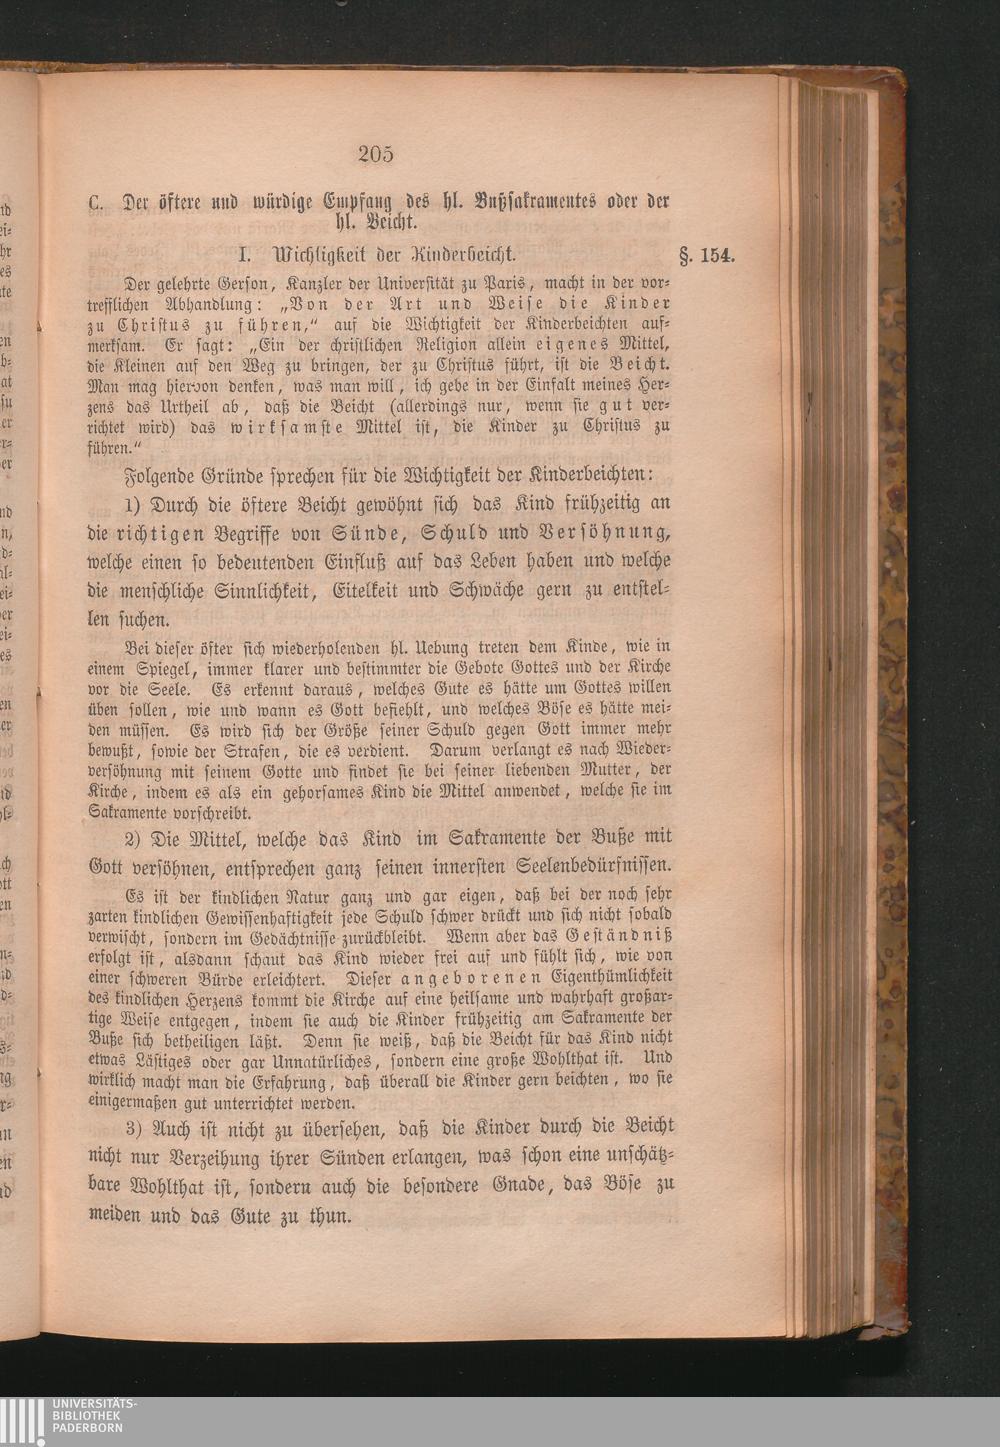 205
C. Der öftere und würdige Empfang des hl. Bußsakramentes oder der
hl. Beicht.
I. Wichtigkeit der Kinderbeicht.
§. 154.
Der gelehrte Gerson, Kanzler der Universität zu Paris, macht in der vor-
trefflichen Abhandlung: „Von der Art und Weise die Kinder
zu Christus zu führen,“ auf die Wichtigkeit der Kinderbeichten auf-
merksam. Er sagt: „Ein der christlichen Religion allein eigenes Mittel,
die Kleinen auf den Weg zu bringen, der zu Christus führt, ist die Beicht.
Man mag hiervon denken, was man will, ich gebe in der Einfalt meines Her-
zens das Urtheil ab, daß die Beicht (allerdings nur, wenn sie gut ver-
richtet wird) das wirksamste Mittel ist, die Kinder zu Christus zu
führen.“
Folgende Gründe sprechen für die Wichtigkeit der Kinderbeichten:
1) Durch die öftere Beicht gewöhnt sich das Kind frühzeitig an
die richtigen Begriffe von Sünde, Schuld und Versöhnung,
welche einen so bedeutenden Einfluß auf das Leben haben und welche
die menschliche Sinnlichkeit, Eitelkeit und Schwäche gern zu entstel-
len suchen.
Bei dieser öfter sich wiederholenden hl. Uebung treten dem Kinde, wie in
einem Spiegel, immer klarer und bestimmter die Gebote Gottes und der Kirche
vor die Seele. Es erkennt daraus, welches Gute es hätte um Gottes willen
üben sollen, wie und wann es Gott befiehlt, und welches Böse es hätte mei-
den müssen. Es wird sich der Größe seiner Schuld gegen Gott immer mehr
bewußt, sowie der Strafen, die es verdient. Darum verlangt es nach Wieder-
versöhnung mit seinem Gotte und findet sie bei seiner liebenden Mutter, der
Kirche, indem es als ein gehorsames Kind die Mittel anwendet, welche sie im
Sakramente vorschreibt.
2) Die Mittel, welche das Kind im Sakramente der Buße mit
Gott versöhnen, entsprechen ganz seinen innersten Seelenbedürfnissen.
Es ist der kindlichen Natur ganz und gar eigen, daß bei der noch sehr
zarten kindlichen Gewissenhaftigkeit jede Schuld schwer drückt und sich nicht sobald
verwischt, sondern im Gedächtnisse zurückbleibt. Wenn aber das Geständniß
erfolgt ist, alsdann schaut das Kind wieder frei auf und fühlt sich, wie von
einer schweren Bürde erleichtert. Dieser angeborenen Eigenthümlichkeit
des kindlichen Herzens kommt die Kirche auf eine heilsame und wahrhaft großar-
tige Weise entgegen, indem sie auch die Kinder frühzeitig am Sakramente der
Buße sich betheiligen läßt. Denn sie weiß, daß die Beicht für das Kind nicht
etwas Lästiges oder gar Unnatürliches, sondern eine große Wohlthat ist. Und
wirklich macht man die Erfahrung, daß überall die Kinder gern beichten, wo sie
einigermaßen gut unterrichtet werden.
3) Auch ist nicht zu übersehen, daß die Kinder durch die Beicht
nicht nur Verzeihung ihrer Sünden erlangen, was schon eine unschätz-
bare Wohlthat ist, sondern auch die besondere Gnade, das Böse zu
meiden und das Gute zu thun.
UNIVERSITÄTS-
BIBLIOTHEK
PADERBORN